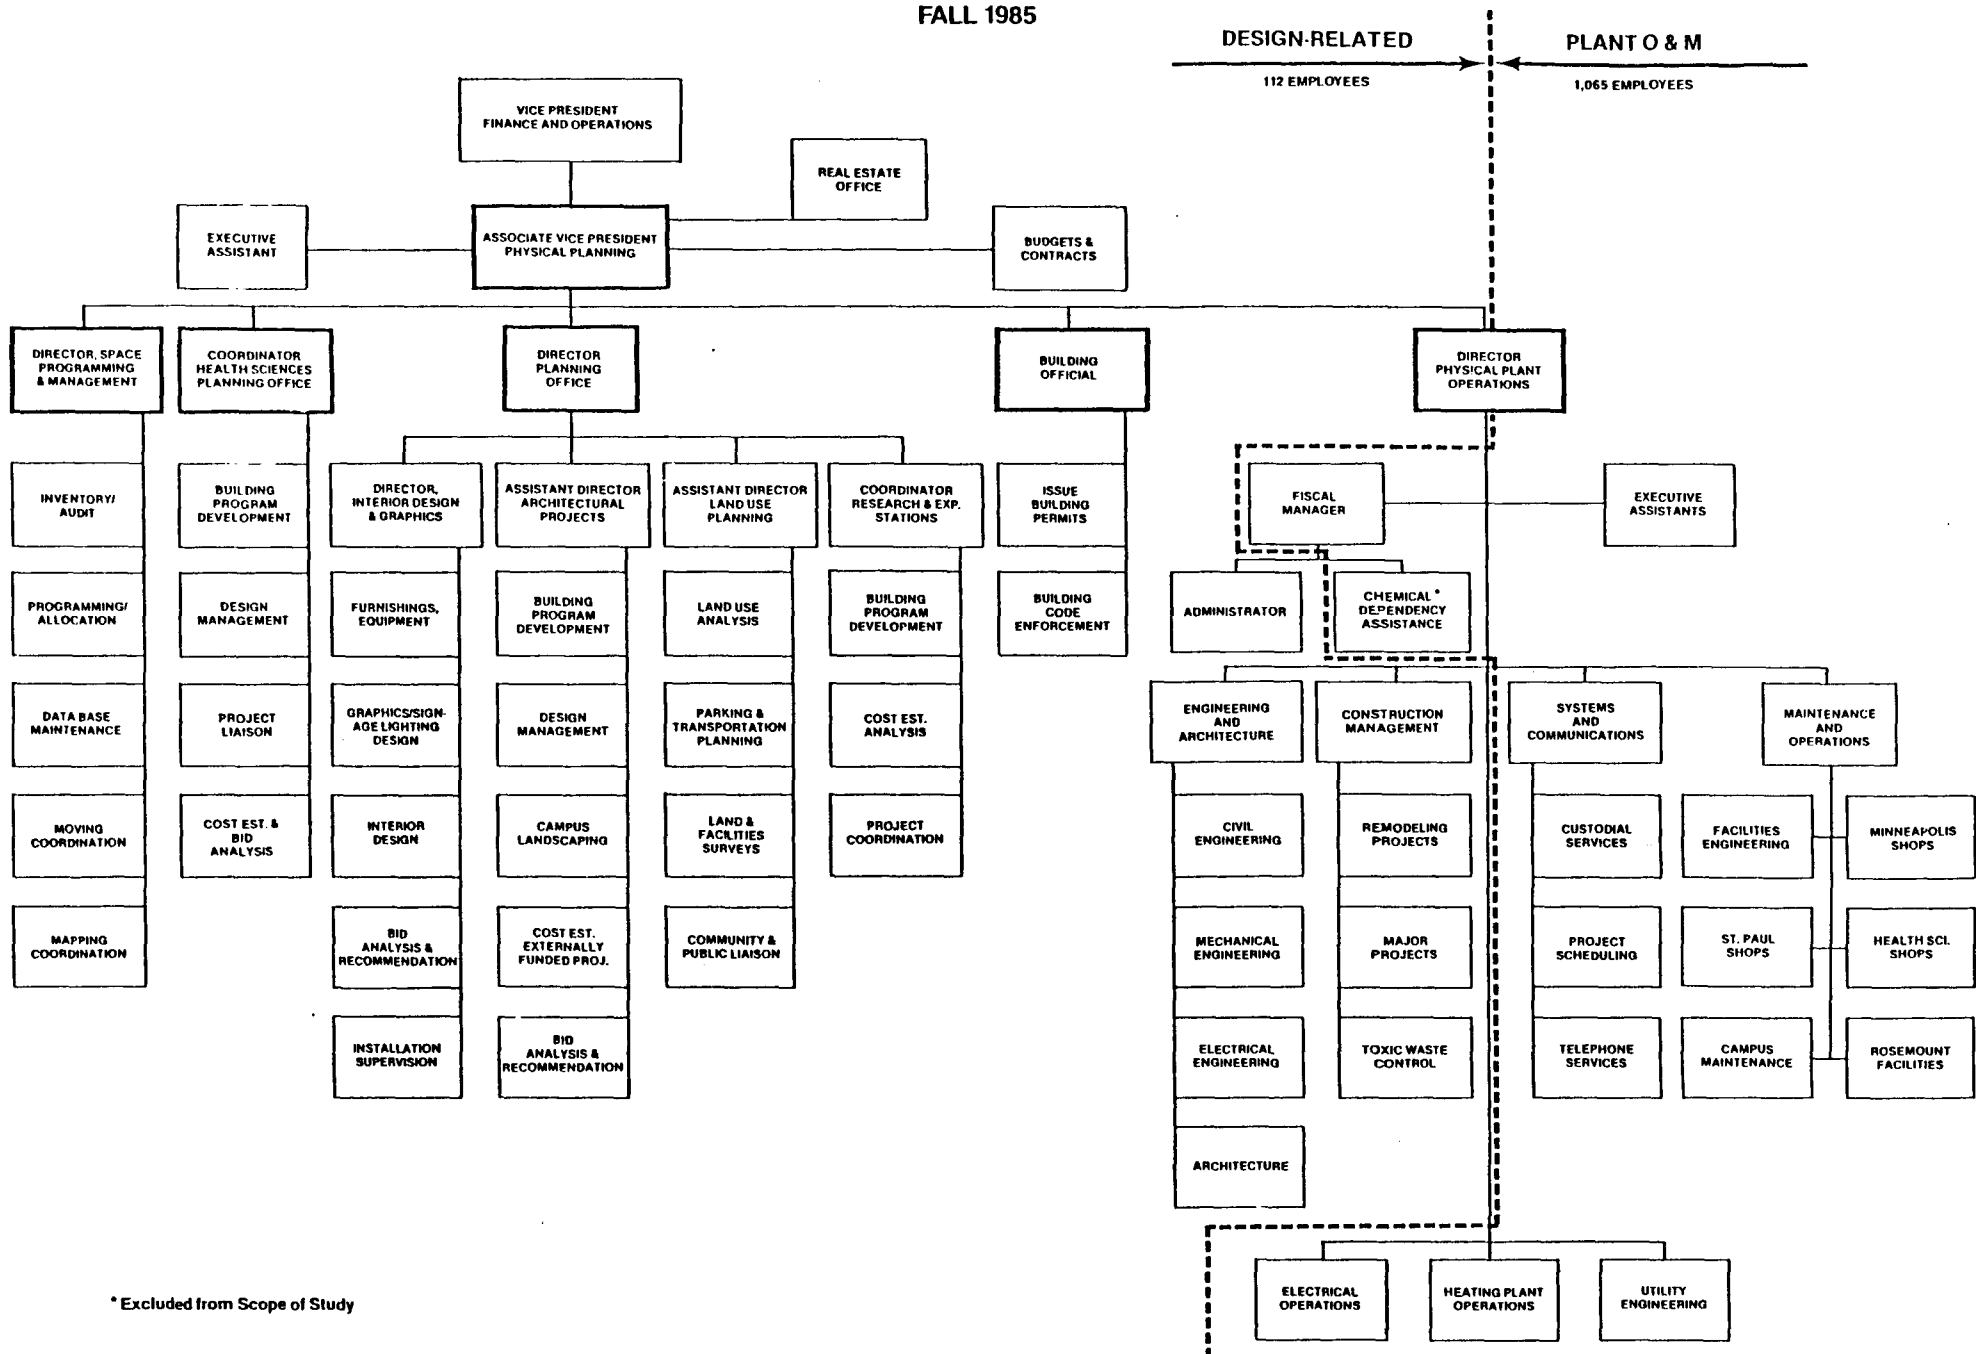 FALL 1985
DESIGN-RELATED
112 EMPLOYEES
PLANT O & M
1,065 EMPLOYEES
VICE PRESIDENT
FINANCE AND OPERATIONS
REAL ESTATE
OFFICE
EXECUTIVE
ASSISTANT
ASSOCIATE VICE PRESIDENT
PHYSICAL PLANNING
BUDGETS &
CONTRACTS
DIRECTOR, SPACE
PROGRAMMING
& MANAGEMENT
COORDINATOR
HEALTH SCIENCES
PLANNING OFFICE
DIRECTOR
PLANNING
OFFICE
BUILDING
OFFICIAL
DIRECTOR
PHYSICAL PLANT
OPERATIONS
INVENTORY/
AUDIT
BUILDING
PROGRAM
DEVELOPMENT
DIRECTOR,
INTERIOR DESIGN
& GRAPHICS
ASSISTANT DIRECTOR
ARCHITECTURAL
PROJECTS
ASSISTANT DIRECTOR
LAND USE
PLANNING
COORDINATOR
RESEARCH & EXP.
STATIONS
ISSUE
BUILDING
PERMITS
FISCAL
MANAGER
EXECUTIVE
ASSISTANTS
PROGRAMMING/
ALLOCATION
DESIGN
MANAGEMENT
FURNISHINGS,
EQUIPMENT
BUILDING
PROGRAM
DEVELOPMENT
LAND USE
ANALYSIS
BUILDING
PROGRAM
DEVELOPMENT
BUILDING
CODE
ENFORCEMENT
ADMINISTRATOR
CHEMICAL *
DEPENDENCY
ASSISTANCE
DATA BASE
MAINTENANCE
PROJECT
LIAISON
GRAPHICS/SIGN-
AGE LIGHTING
DESIGN
DESIGN
MANAGEMENT
PARKING &
TRANSPORTATION
PLANNING
COST EST.
ANALYSIS
ENGINEERING
AND
ARCHITECTURE
CONSTRUCTION
MANAGEMENT
SYSTEMS
AND
COMMUNICATIONS
MAINTENANCE
AND
OPERATIONS
MOVING
COORDINATION
COST EST. &
BID
ANALYSIS
INTERIOR
DESIGN
CAMPUS
LANDSCAPING
LAND &
FACILITIES
SURVEYS
PROJECT
COORDINATION
CIVIL
ENGINEERING
REMODELING
PROJECTS
CUSTODIAL
SERVICES
FACILITIES
ENGINEERING
MINNEAPOLIS
SHOPS
MAPPING
COORDINATION
BID
ANALYSIS &
RECOMMENDATION
COST EST.
EXTERNALLY
FUNDED PROJ.
COMMUNITY &
PUBLIC LIAISON
MECHANICAL
ENGINEERING
MAJOR
PROJECTS
PROJECT
SCHEDULING
ST. PAUL
SHOPS
HEALTH SCI.
SHOPS
INSTALLATION
SUPERVISION
BID
ANALYSIS &
RECOMMENDATION
ELECTRICAL
ENGINEERING
TOXIC WASTE
CONTROL
TELEPHONE
SERVICES
CAMPUS
MAINTENANCE
ROSEMOUNT
FACILITIES
ARCHITECTURE
ELECTRICAL
OPERATIONS
HEATING PLANT
OPERATIONS
UTILITY
ENGINEERING
* Excluded from Scope of Study